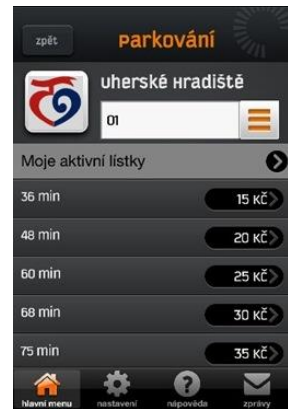 zpět
parkování
uherské Hradiště
01
Moje aktivní lístky
36 min
15 Kč
48 min
20 Kč
60 min
25 Kč
68 min
30 Kč
75 min
35 Kč
hlavní menu
nastavení
nápověda
zprávy